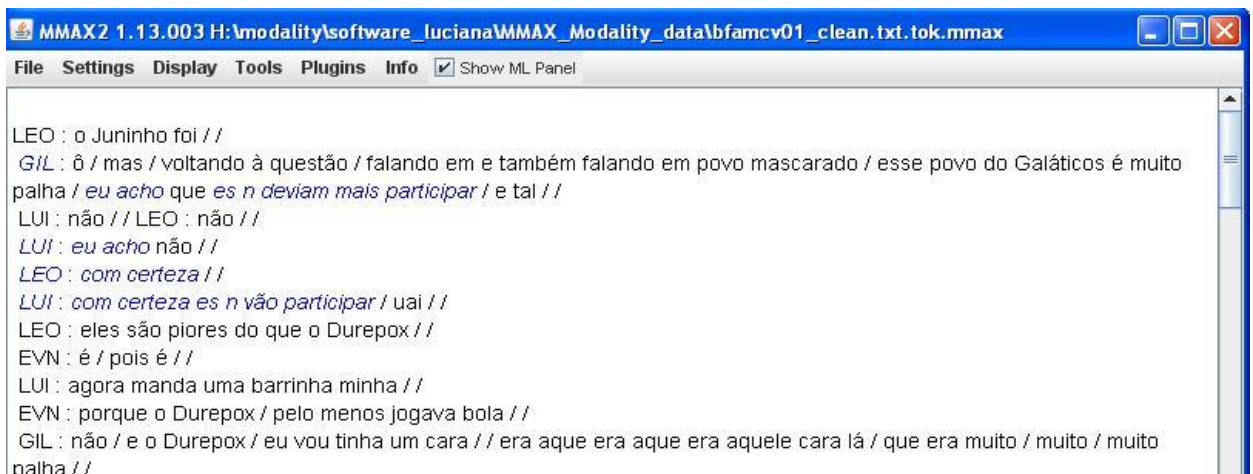 MMAX2 1.13.003 H:\modality\software_luciana\MMAX_Modality_data\bfamcv01_clean.txt.tok.mmax
File Settings Display Tools Plugins Info Show ML Panel
LEO : o Juninho foi / /
GIL : ô / mas / voltando à questão / falando em e também falando em povo mascarado / esse povo do Galáticos é muito
palha / eu acho que es n deviam mais participar / e tal / /
LUI : não / / LEO : não / /
LUI : eu acho não / /
LEO : com certeza / /
LUI : com certeza es n vão participar / uai / /
LEO : eles são piores do que o Durepox / /
EVN : é / pois é / /
LUI : agora manda uma barrinha minha / /
EVN : porque o Durepox / pelo menos jogava bola / /
GIL : não / e o Durepox / eu vou tinha um cara / / era aque era aque era aquele cara lá / que era muito / muito / muito
palha / /